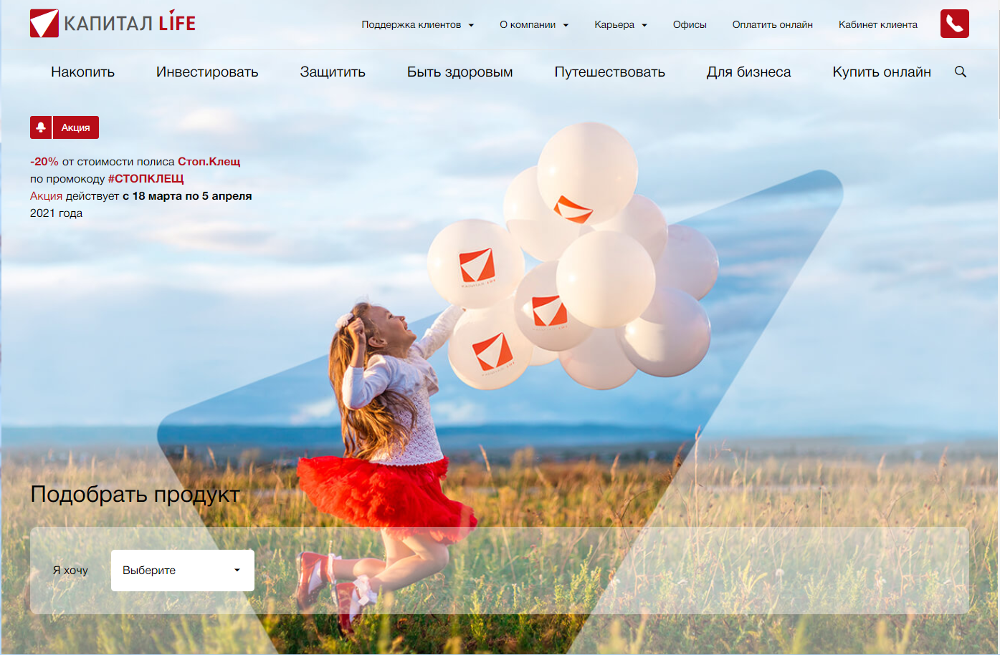 КАПИТАЛ LIFE
Поддержка клиентов
О компании
Карьера
Офисы
Оплатить онлайн
Кабинет клиента
Накопить
Инвестировать
Защитить
Быть здоровым
Путешествовать
Для бизнеса
Купить онлайн
Акция
-20% от стоимости полиса Стоп.Клещ
по промокоду #СТОПКЛЕЩ
Акция действует с 18 марта по 5 апреля
2021 года
Подобрать продукт
Я хочу
Выберите